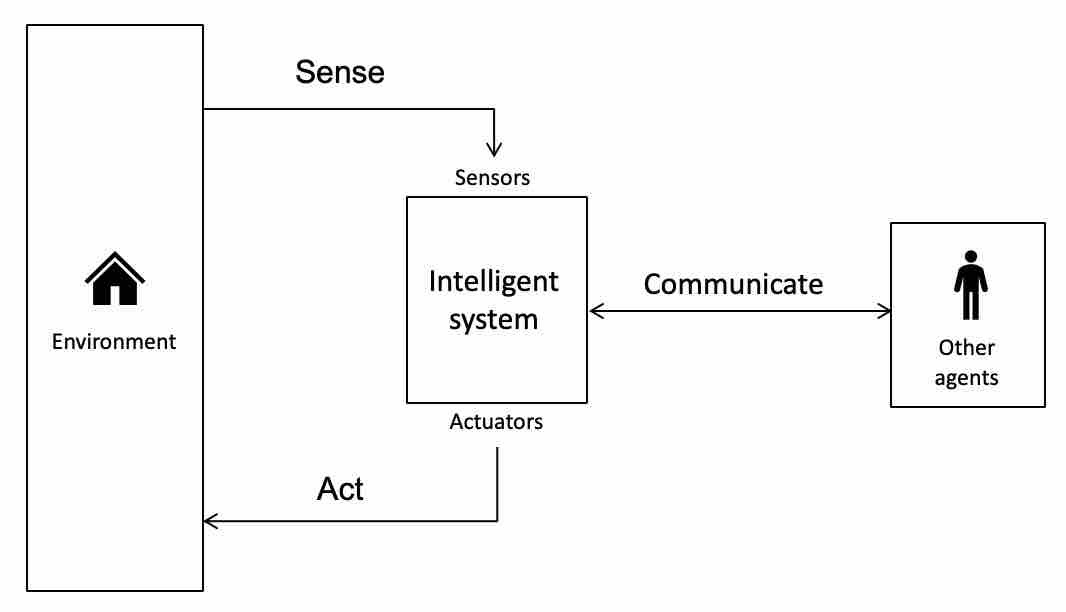 Sense
Sensors
Intelligent
system
Communicate
Environment
Other
agents
Actuators
Act